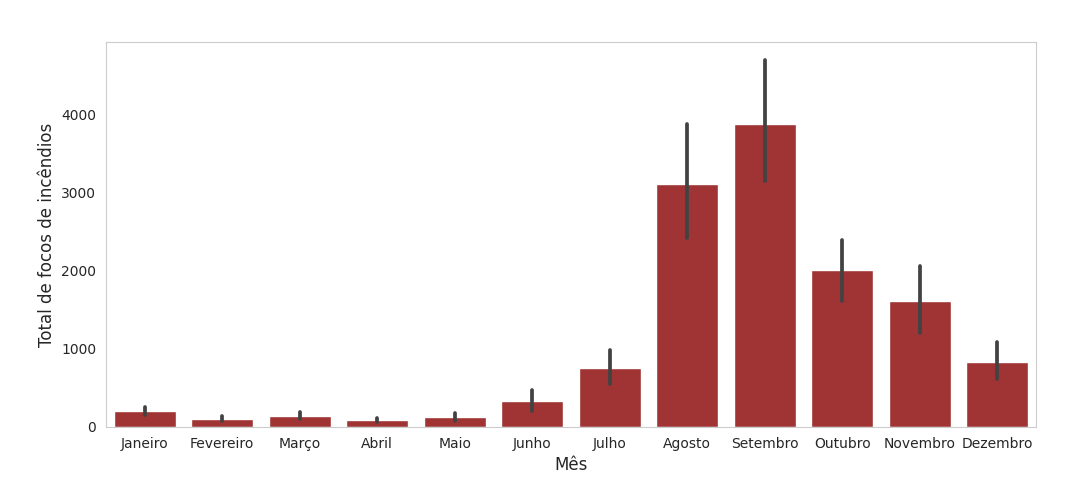 Total de focos de incêndios
4000
3000
2000
1000
0
Janeiro Fevereiro Março Abril Maio Junho Julho Agosto Setembro Outubro Novembro Dezembro
Mês